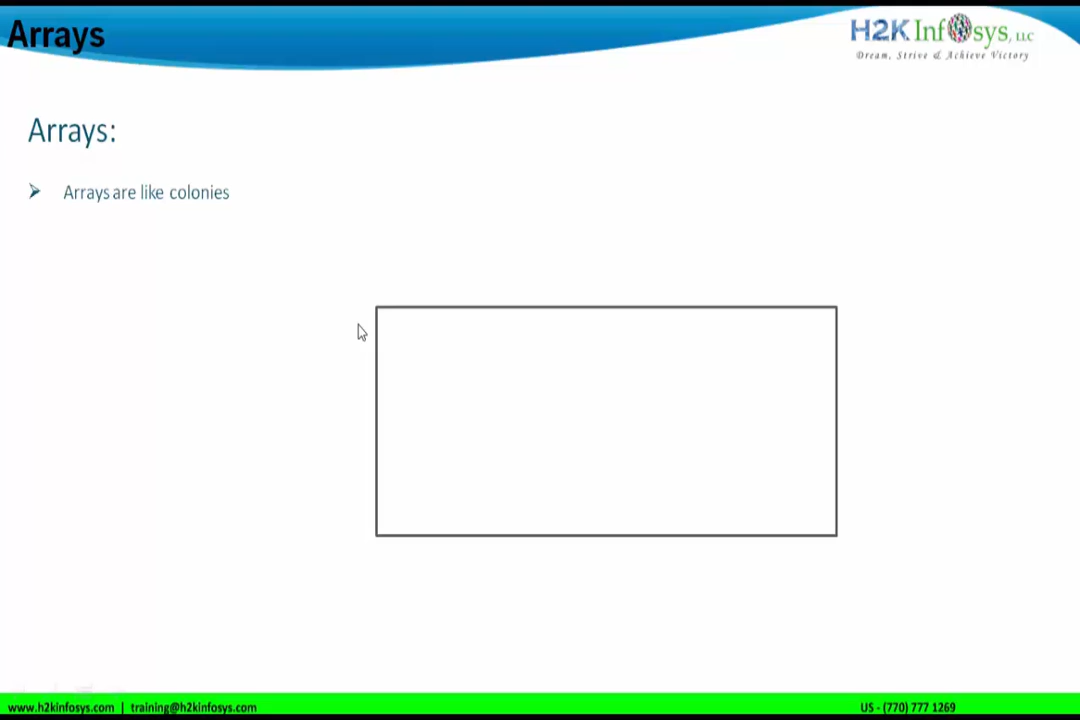 Arrays
H2K Infosys, LLC
Dream, Strive & Achieve Victory
Arrays:
➤ Arrays are like colonies
www.h2kinfosys.com | training@h2kinfosys.com
US - (770) 777 1269